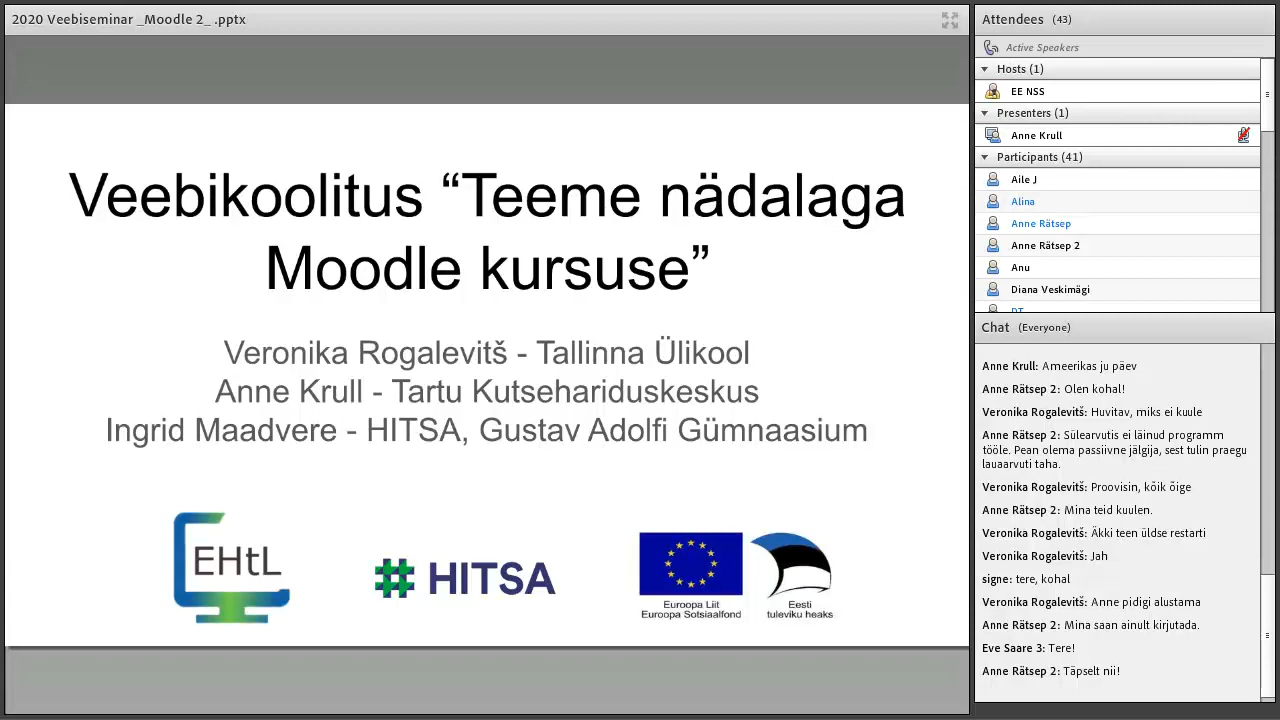 2020 Veebiseminar _Moodle 2_ .pptx
Veebikoolitus “Teeme nädalaga
Moodle kursuse”
Veronika Rogalevitš - Tallinna Ülikool
Anne Krull - Tartu Kutsehariduskeskus
Ingrid Maadvere - HITSA, Gustav Adolfi Gümnaasium
EHtL
HITSA
Euroopa Liit
Euroopa Sotsiaalfond
Eesti
tuleviku heaks
Attendees (43)
Active Speakers
Hosts (1)
EE NSS
Presenters (1)
Anne Krull
Participants (41)
Aile J
Alina
Anne Rätsep
Anne Rätsep 2
Anu
Diana Veskimägi
Chat (Everyone)
Anne Krull: Ameerikas ju päev
Anne Rätsep 2: Olen kohal!
Veronika Rogalevitš: Huvitav, miks ei kuule
Anne Rätsep 2: Sülearvutis ei läinud programm
tööle. Pean olema passiivne jälgija, sest tulin praegu
lauaarvuti taha.
Veronika Rogalevitš: Proovisin, kõik õige
Anne Rätsep 2: Mina teid kuulen.
Veronika Rogalevitš: Äkki teen üldse restarti
Veronika Rogalevitš: Jah
signe: tere, kohal
Veronika Rogalevitš: Anne pidigi alustama
Anne Rätsep 2: Mina saan ainult kirjutada.
Eve Saare 3: Tere!
Anne Rätsep 2: Täpselt nii!